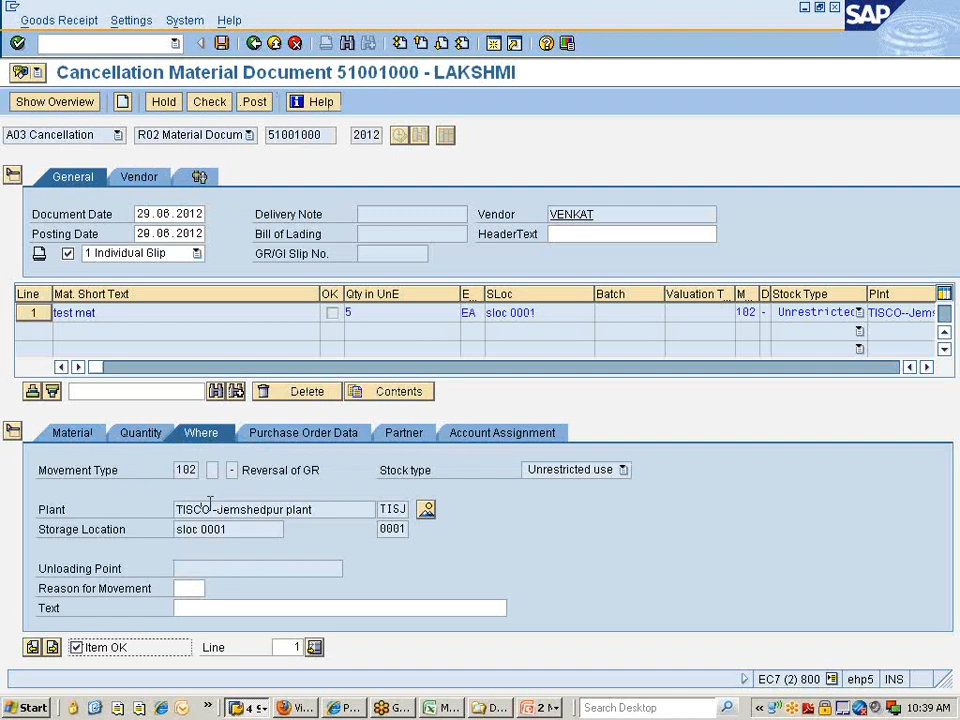 Goods Receipt Settings System Help
SAP
Cancellation Material Document 51001000 - LAKSHMI
Show Overview Hold Check Post Help
A03 Cancellation R02 Material Docum 51001000 2012
General Vendor
Document Date 29.06.2012 Delivery Note Vendor VENKAT
Posting Date 29.06.2012 Bill of Lading HeaderText
1 Individual Slip GR/GI Slip No.
Line Mat. Short Text OK Qty in UnE E... SLoc Batch Valuation T... M... D Stock Type Plnt
1 test mat 5 EA sloc 0001 102 - Unrestricted TISCO--Jems
Delete Contents
Material Quantity Where Purchase Order Data Partner Account Assignment
Movement Type 102 - Reversal of GR Stock type Unrestricted use
Plant TISCO--Jemshedpur plant TISJ
Storage Location sloc 0001 0001
Unloading Point
Reason for Movement
Text
Item OK Line 1
EC7 (2) 800 ehp5 INS
Start » 4 S Vi... P... G... M... D... 2 M Search Desktop « 10:39 AM